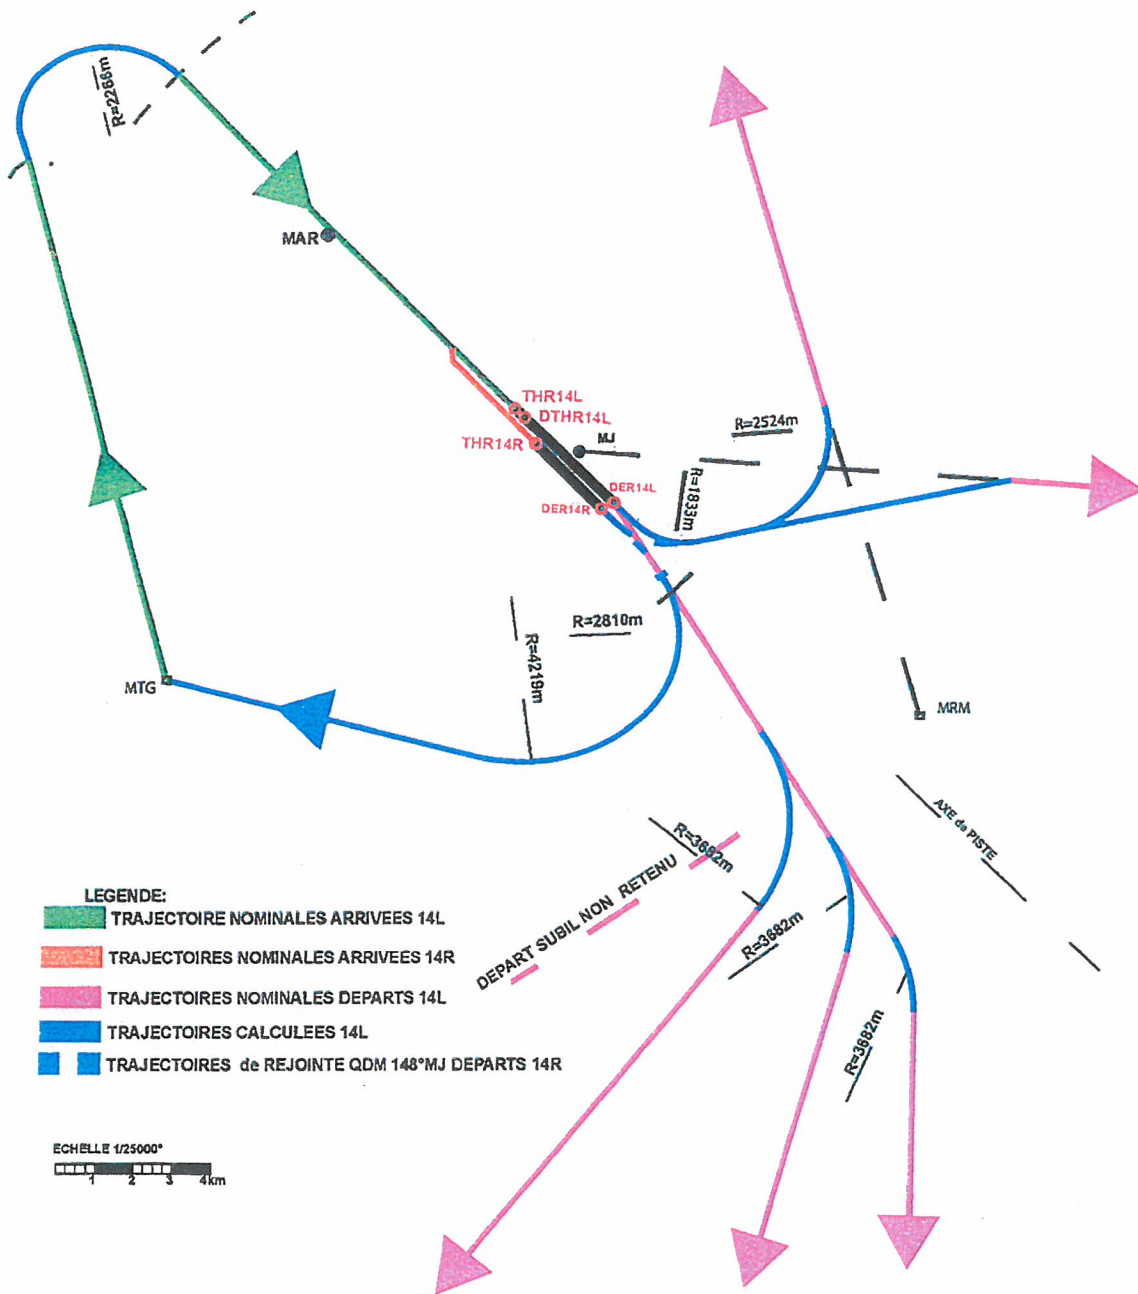 R=2266m
MAR
THR14L
DTHR14L
THR14R
MJ
R=2524m
R=1833m
DER14L
DER14R
R=2810m
R=4219m
MTG
MRM
AXE de PISTE
R=3682m
DEPART SUBIL NON RETENU
R=3682m
R=3682m
LEGENDE:
TRAJECTOIRE NOMINALES ARRIVEES 14L
TRAJECTOIRES NOMINALES ARRIVEES 14R
TRAJECTOIRES NOMINALES DEPARTS 14L
TRAJECTOIRES CALCULEES 14L
TRAJECTOIRES de REJOINTE QDM 148°MJ DEPARTS 14R
ECHELLE 1/25000°
1 2 3 4km